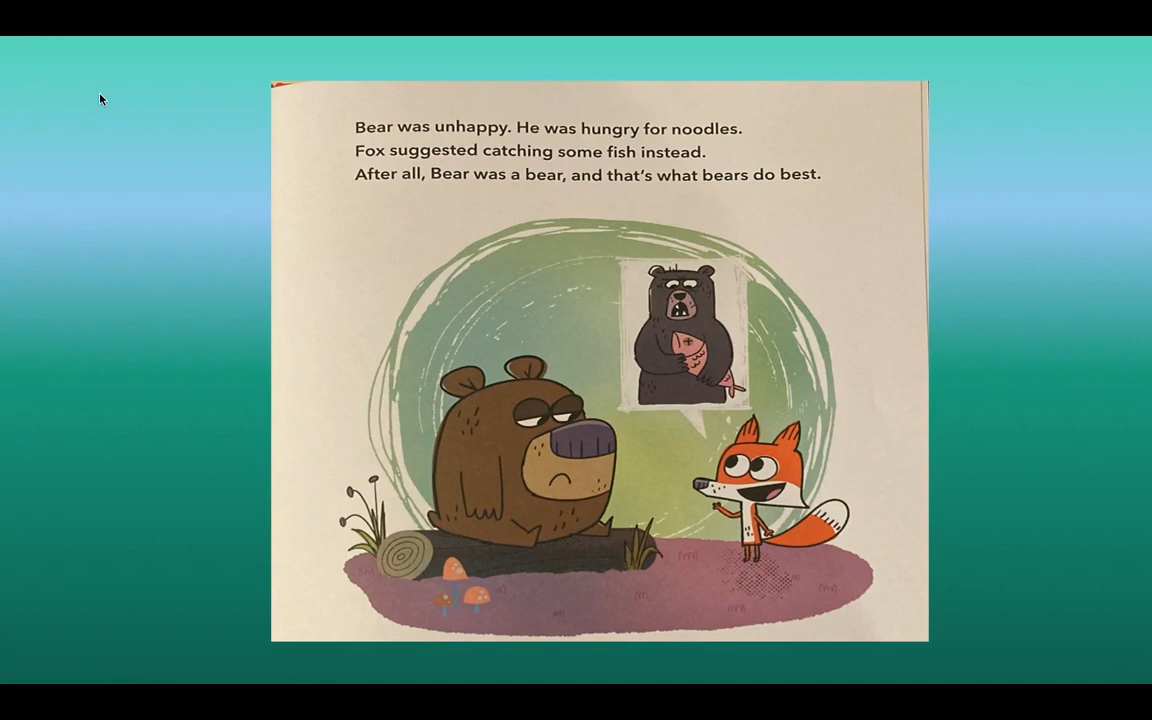 Bear was unhappy. He was hungry for noodles.
Fox suggested catching some fish instead.
After all, Bear was a bear, and that's what bears do best.